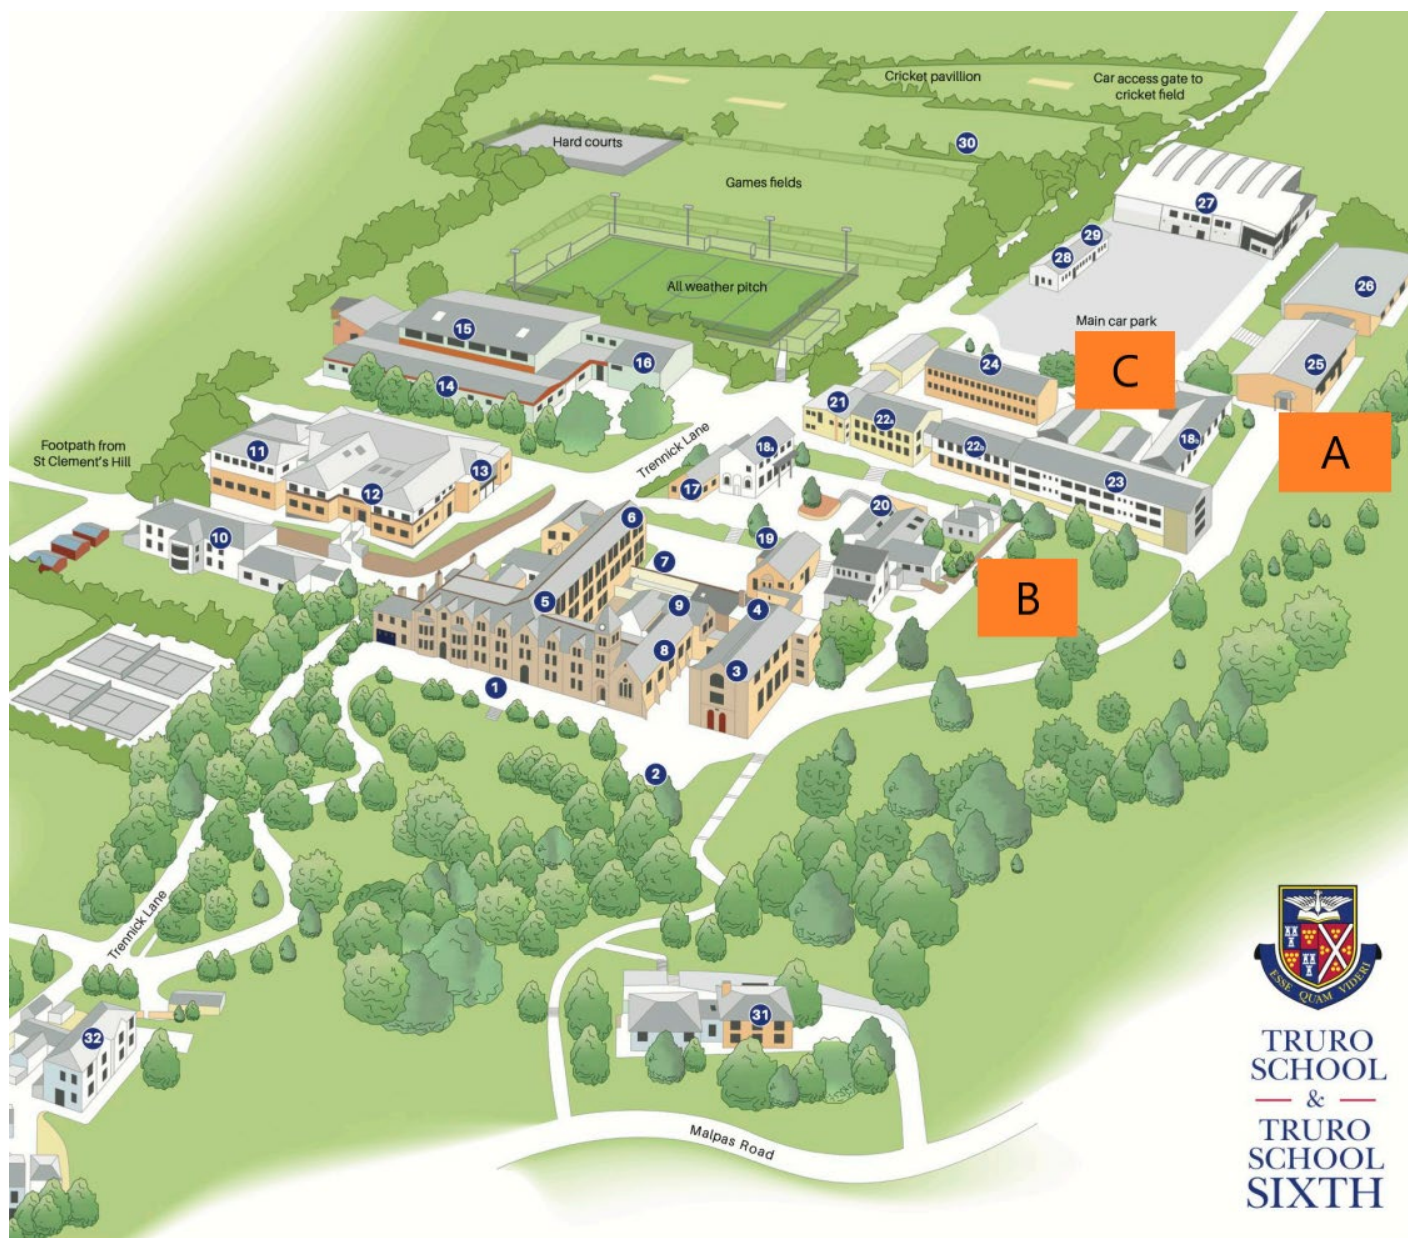 Cricket pavillion
Car access gate to
cricket field
Hard courts
30
Games fields
27
29
28
26
All weather pitch
Main car park
15
16
24
C
25
14
21
22a
Footpath from
St Clement's Hill
11
13
Trennick Lane
18a
22b
18b
A
12
17
23
20
6
10
19
7
5
9
4
B
8
3
1
2
Trennick Lane
32
31
Malpas Road
ESSE QUAM VIDERI
TRURO
SCHOOL
&
TRURO
SCHOOL
SIXTH